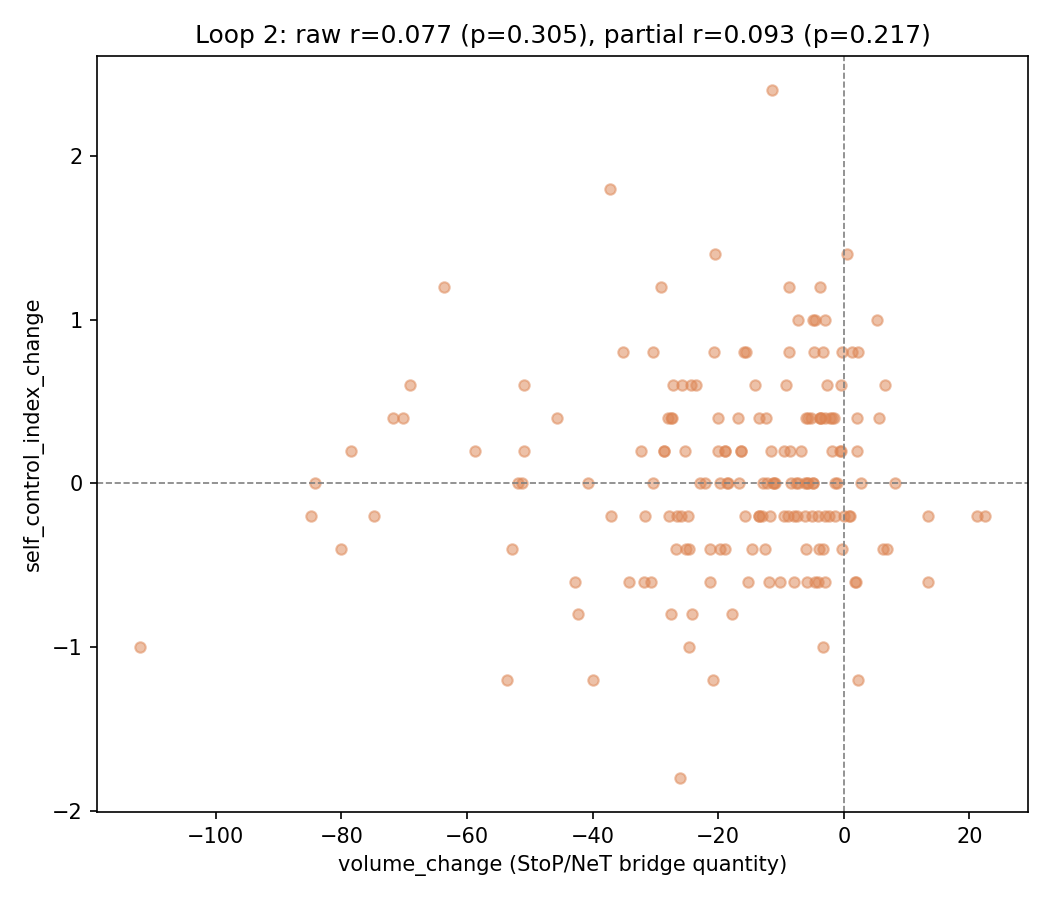 Loop 2: raw r=0.077 (p=0.305), partial r=0.093 (p=0.217)
self_control_index_change
2
1
0
−1
−2
−100 −80 −60 −40 −20 0 20
volume_change (StoP/NeT bridge quantity)